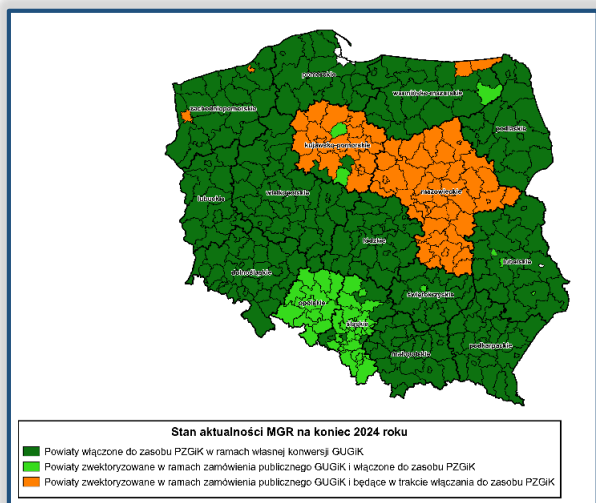 pomorskie
warmińsko-mazurskie
zachodniopomorskie
podlaskie
kujawsko-pomorskie
mazowieckie
wielkopolskie
lubuskie
łódzkie
lubelskie
dolnośląskie
opolskie
świętokrzyskie
śląskie
podkarpackie
małopolskie
Stan aktualności MGR na koniec 2024 roku
Powiaty włączone do zasobu PZGiK w ramach własnej konwersji GUGiK
Powiaty zwektoryzowane w ramach zamówienia publicznego GUGiK i włączone do zasobu PZGiK
Powiaty zwektoryzowane w ramach zamówienia publicznego GUGiK i będące w trakcie włączania do zasobu PZGiK